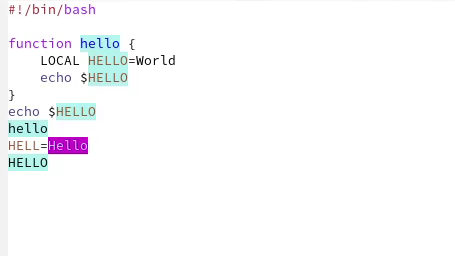 #!/bin/bash
function hello {
LOCAL HELLO=World
echo $HELLO
}
echo $HELLO
hello
HELL=Hello
HELLO